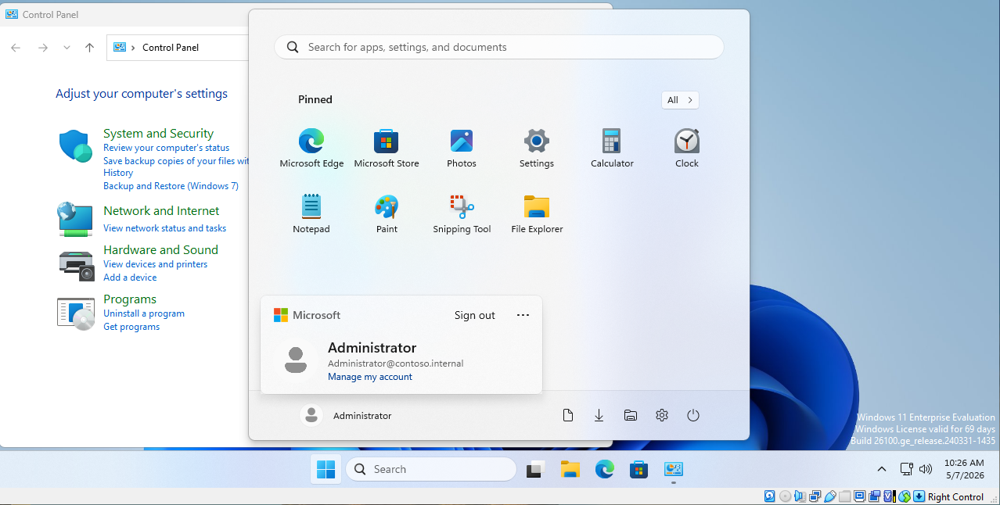 Control Panel
Control Panel
Adjust your computer's settings
System and Security
Review your computer's status
Save backup copies of your files
History
Backup and Restore (Windows 7)
Network and Internet
View network status and tasks
Hardware and Sound
View devices and printers
Add a device
Programs
Uninstall a program
Get programs
Search for apps, settings, and documents
Pinned
All
Microsoft Edge
Microsoft Store
Photos
Settings
Calculator
Clock
Notepad
Paint
Snipping Tool
File Explorer
Microsoft
Sign out
Administrator
Administrator@contoso.internal
Manage my account
Administrator
Windows 11 Enterprise Evaluation
Windows License valid for 69 days
Build 26100.ge_release.240331-1435
Search
10:26 AM
5/7/2026
Right Control